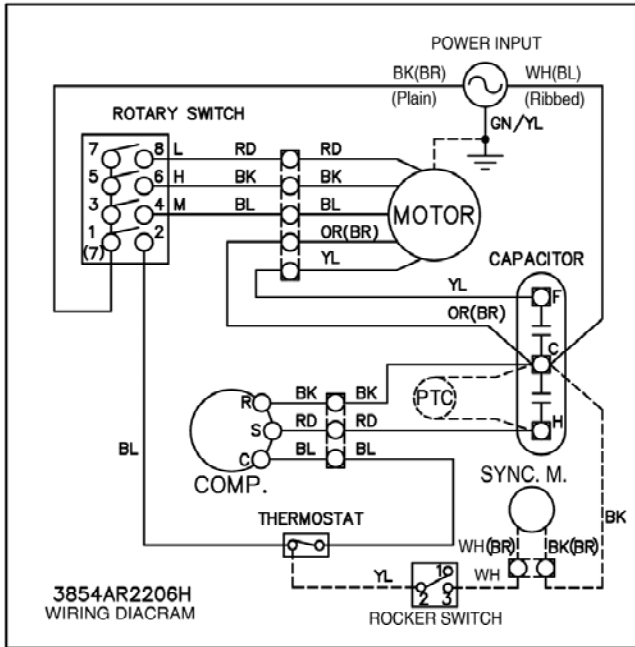 POWER INPUT
BK(BR) WH(BL)
(Plain) (Ribbed)
GN/YL
ROTARY SWITCH
7 8 L RD RD
5 6 H BK BK
3 4 M BL BL
MOTOR
1 2 OR(BR)
(7) YL
CAPACITOR
YL F
OR(BR)
C
BK BK
R
PTC
RD RD H
S
BL BL
C
COMP.
SYNC. M.
BL
BK
THERMOSTAT
WH(BR) BK(BR)
YL 1 WH
2 3
ROCKER SWITCH
3854AR2206H
WIRING DIACRAM